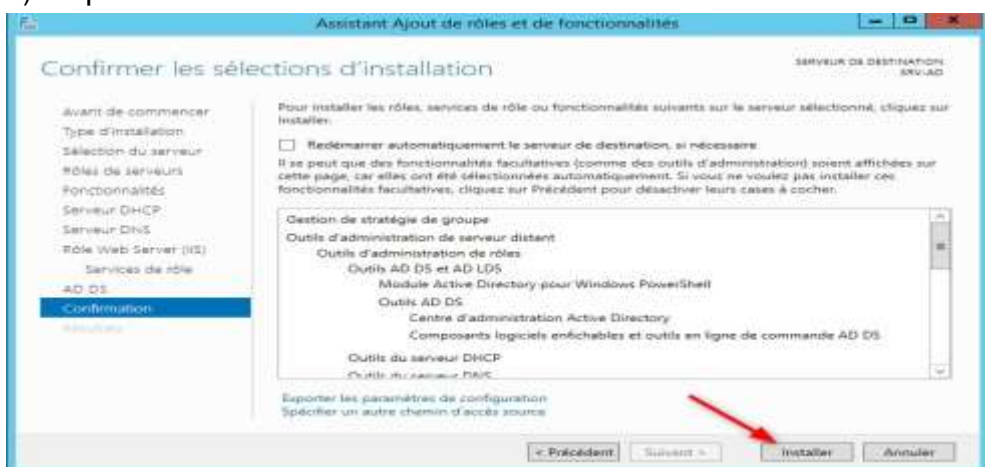 Assistant Ajout de rôles et de fonctionnalités
Confirmer les sélections d'installation
SERVEUR DE DESTINATION
SRV-AD
Avant de commencer
Type d'installation
Sélection du serveur
Rôles de serveurs
Fonctionnalités
Serveur DHCP
Serveur DNS
Rôle Web Server (IIS)
Services de rôle
AD DS
Confirmation
Résultats
Pour installer les rôles, services de rôle ou fonctionnalités suivants sur le serveur sélectionné, cliquez sur
Installer.
Redémarrer automatiquement le serveur de destination, si nécessaire
Il se peut que des fonctionnalités facultatives (comme des outils d'administration) soient affichées sur
cette page, car elles ont été sélectionnées automatiquement. Si vous ne voulez pas installer ces
fonctionnalités facultatives, cliquez sur Précédent pour désactiver leurs cases à cocher.
Gestion de stratégie de groupe
Outils d'administration de serveur distant
Outils d'administration de rôles
Outils AD DS et AD LDS
Module Active Directory pour Windows PowerShell
Outils AD DS
Centre d'administration Active Directory
Composants logiciels enfichables et outils en ligne de commande AD DS
Outils du serveur DHCP
Outils du serveur DNS
Exporter les paramètres de configuration
Spécifier un autre chemin d'accès source
< Précédent
Suivant >
Installer
Annuler